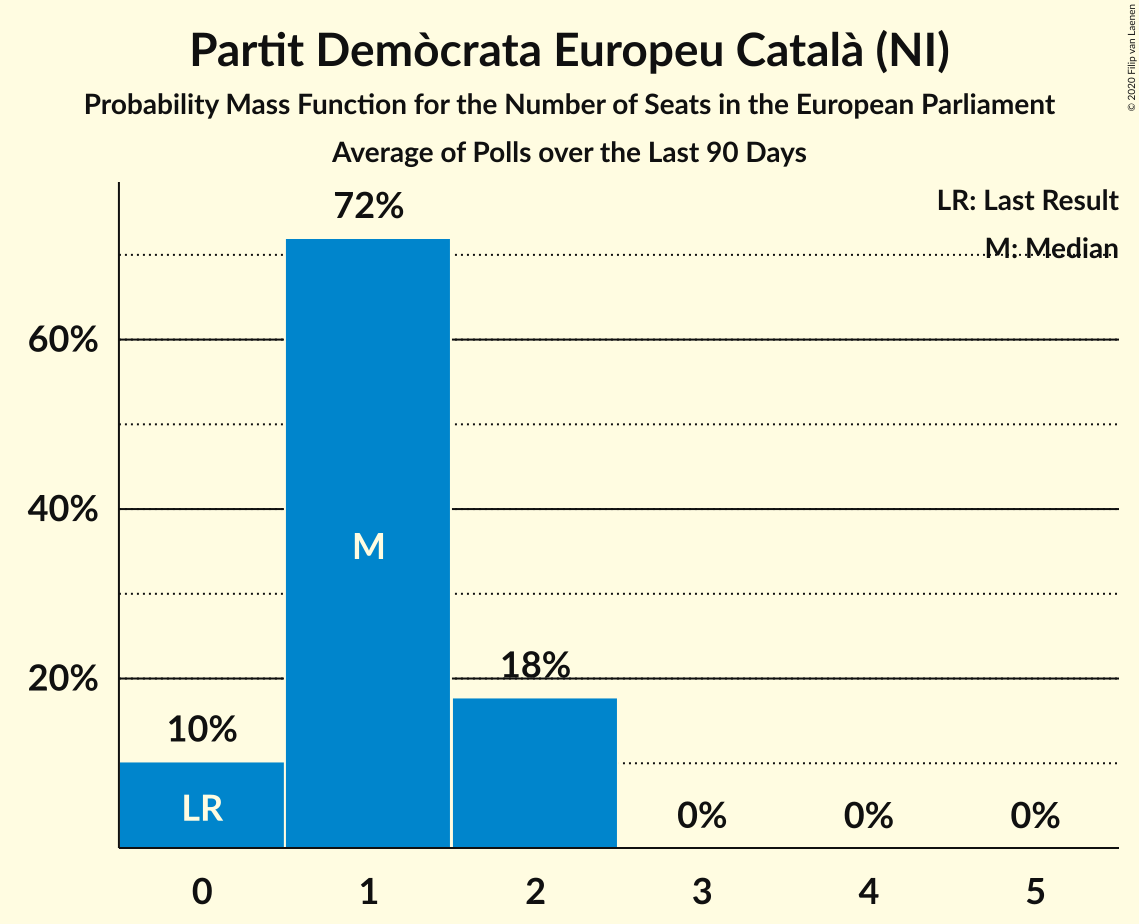 Partit Demòcrata Europeu Català (NI)
Probability Mass Function for the Number of Seats in the European Parliament
Average of Polls over the Last 90 Days
© 2020 Filip van Laenen
LR: Last Result
M: Median
72%
60%
40%
M
20%
18%
10%
LR
0%
0%
0%
0
1
2
3
4
5